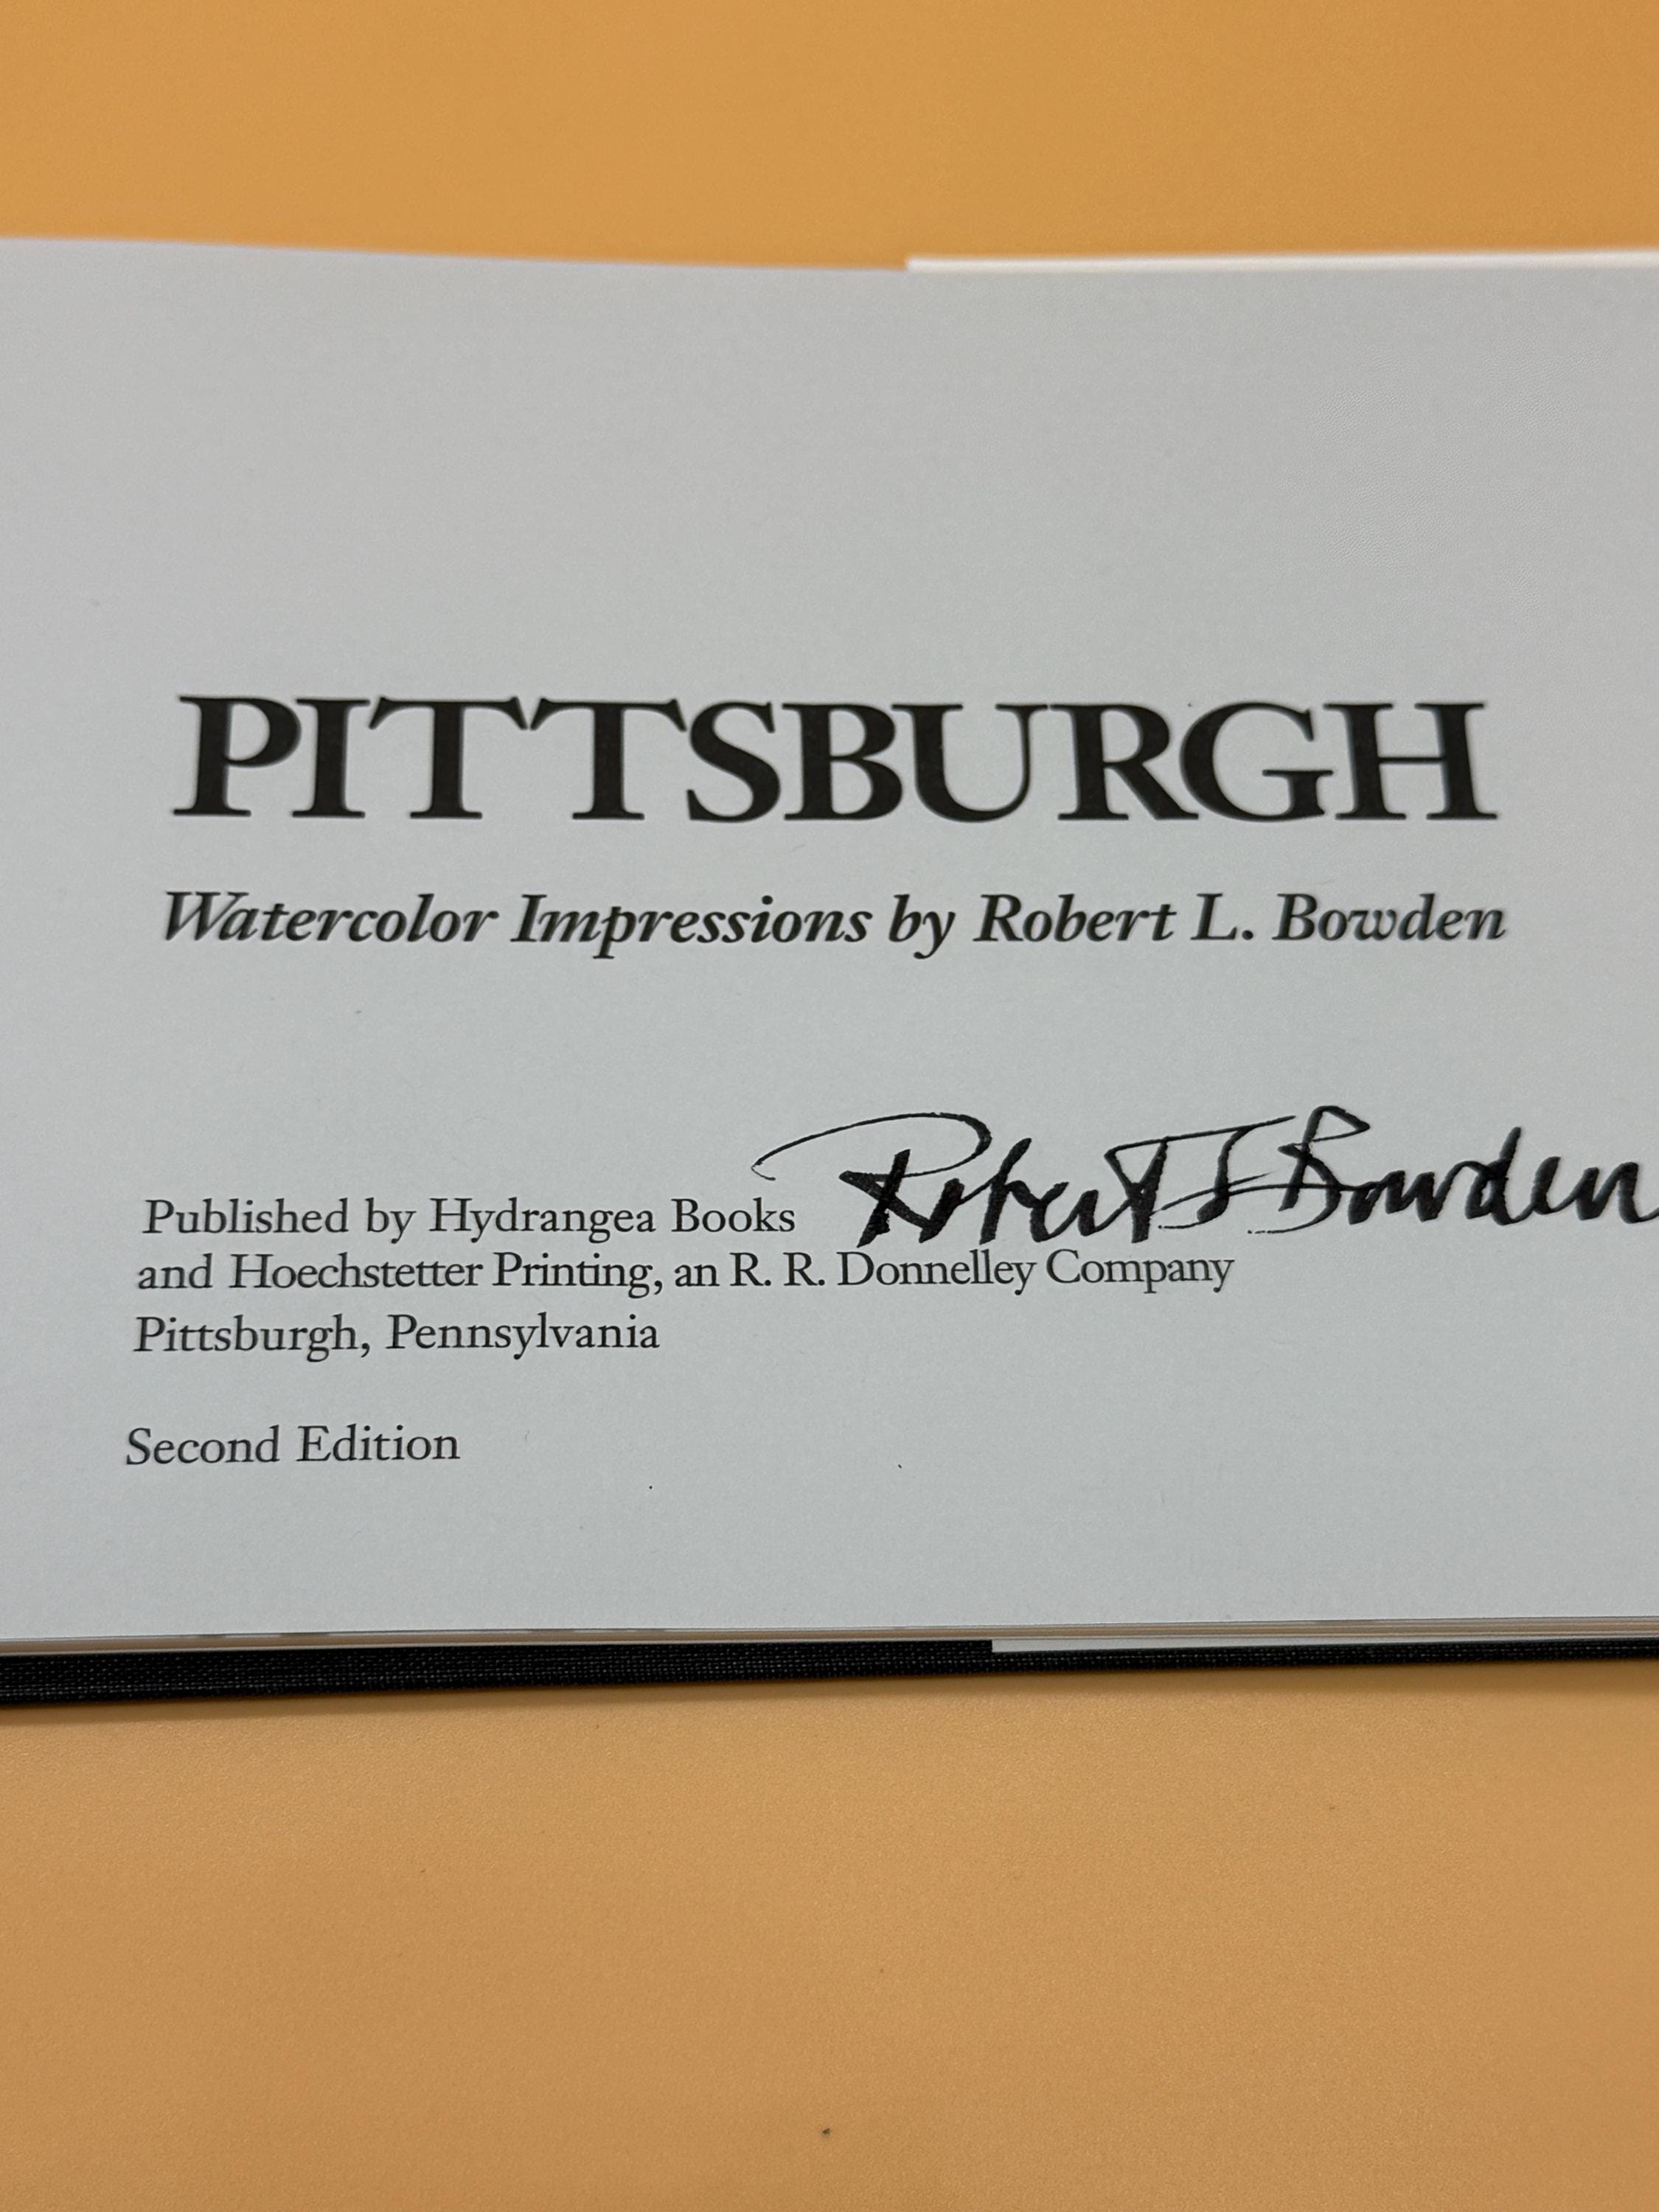 PITTSBURGH
Watercolor Impressions by Robert L. Bowden
Robert L Bowden
Published by Hydrangea Books
and Hoechstetter Printing, an R. R. Donnelley Company
Pittsburgh, Pennsylvania
Second Edition